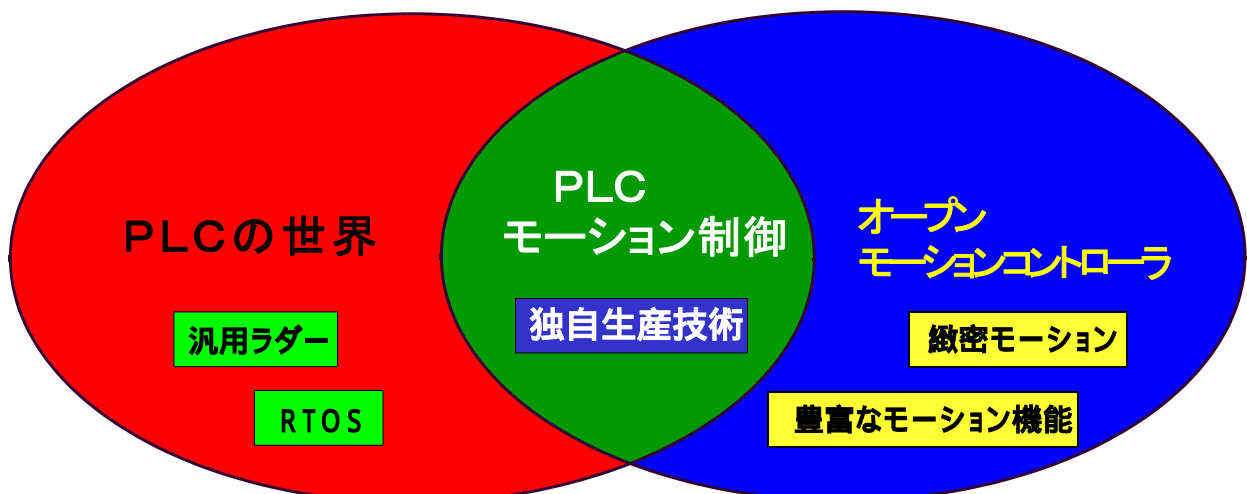 PLCの世界
汎用ラダー
RTOS
PLC
モーション制御
独自生産技術
オープン
モーションコントローラ
緻密モーション
豊富なモーション機能